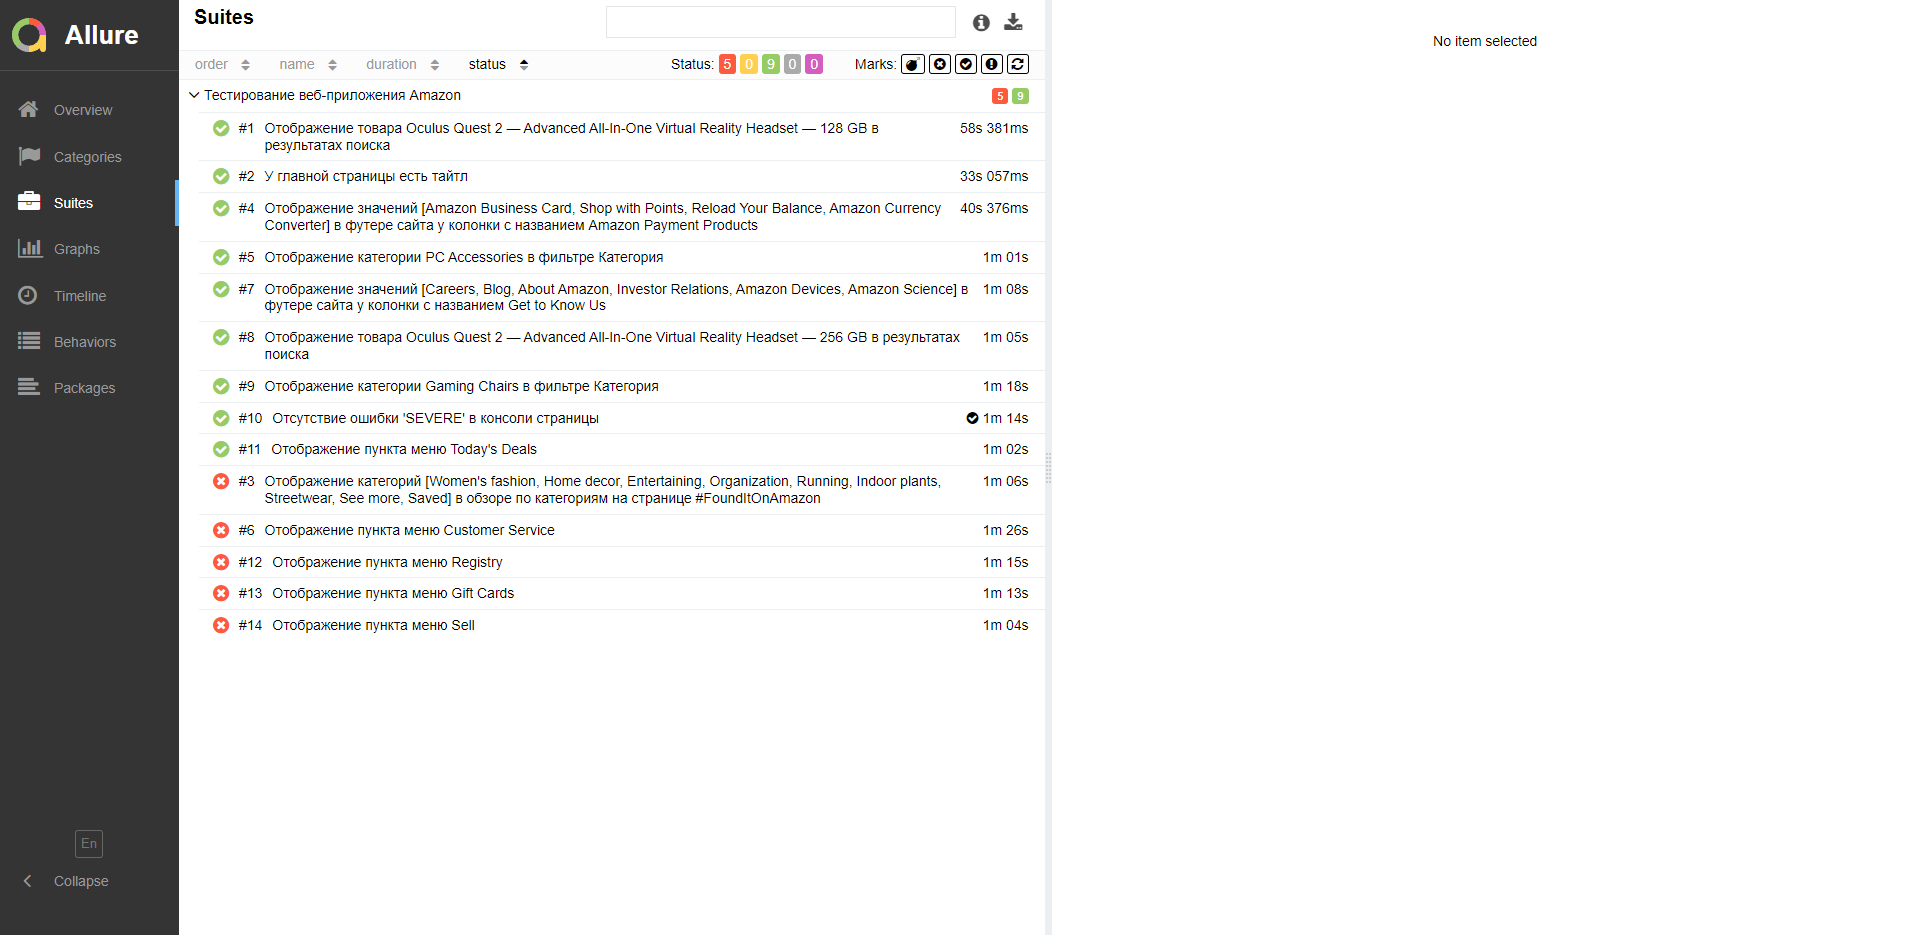 Allure
Overview
Categories
Suites
Graphs
Timeline
Behaviors
Packages
En
Collapse
Suites
order name duration status Status: 5 0 9 0 0 Marks:
Тестирование веб-приложения Amazon 5 9
#1 Отображение товара Oculus Quest 2 — Advanced All-In-One Virtual Reality Headset — 128 GB в 58s 381ms
результатах поиска
#2 У главной страницы есть тайтл 33s 057ms
#4 Отображение значений [Amazon Business Card, Shop with Points, Reload Your Balance, Amazon Currency 40s 376ms
Converter] в футере сайта у колонки с названием Amazon Payment Products
#5 Отображение категории PC Accessories в фильтре Категория 1m 01s
#7 Отображение значений [Careers, Blog, About Amazon, Investor Relations, Amazon Devices, Amazon Science] в 1m 08s
футере сайта у колонки с названием Get to Know Us
#8 Отображение товара Oculus Quest 2 — Advanced All-In-One Virtual Reality Headset — 256 GB в результатах 1m 05s
поиска
#9 Отображение категории Gaming Chairs в фильтре Категория 1m 18s
#10 Отсутствие ошибки 'SEVERE' в консоли страницы 1m 14s
#11 Отображение пункта меню Today's Deals 1m 02s
#3 Отображение категорий [Women's fashion, Home decor, Entertaining, Organization, Running, Indoor plants, 1m 06s
Streetwear, See more, Saved] в обзоре по категориям на странице #FoundItOnAmazon
#6 Отображение пункта меню Customer Service 1m 26s
#12 Отображение пункта меню Registry 1m 15s
#13 Отображение пункта меню Gift Cards 1m 13s
#14 Отображение пункта меню Sell 1m 04s
No item selected